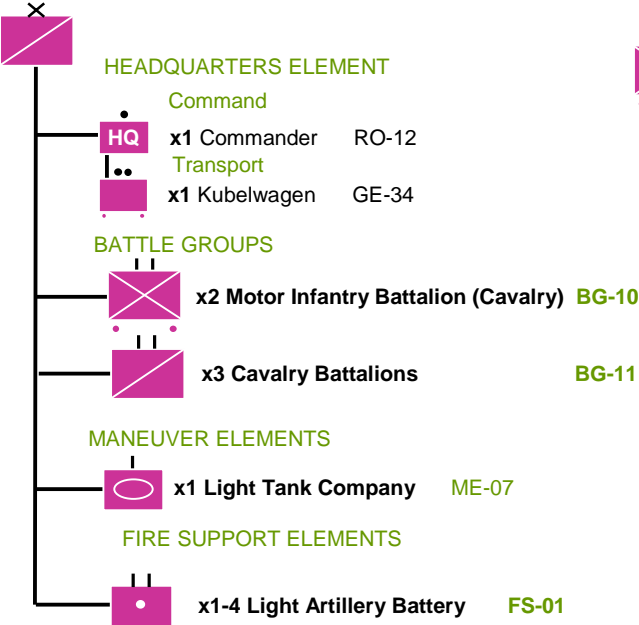 HEADQUARTERS ELEMENT
Command
HQ x1 Commander RO-12
Transport
x1 Kubelwagen GE-34
BATTLE GROUPS
x2 Motor Infantry Battalion (Cavalry) BG-10
x3 Cavalry Battalions BG-11
MANEUVER ELEMENTS
x1 Light Tank Company ME-07
FIRE SUPPORT ELEMENTS
x1-4 Light Artillery Battery FS-01